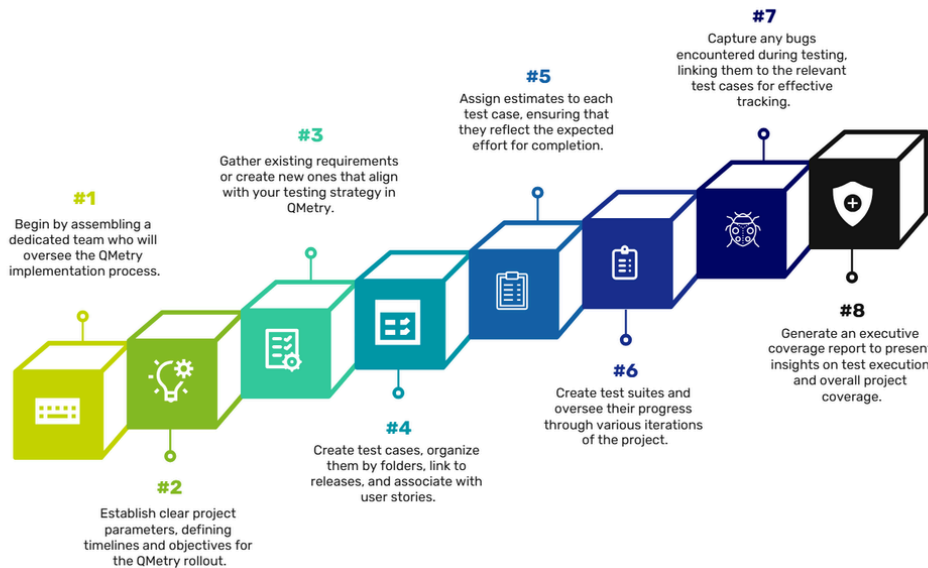 #1
Begin by assembling a
dedicated team who will
oversee the QMetry
implementation process.
#2
Establish clear project
parameters, defining
timelines and objectives for
the QMetry rollout.
#3
Gather existing requirements
or create new ones that align
with your testing strategy in
QMetry.
#4
Create test cases, organize
them by folders, link to
releases, and associate with
user stories.
#5
Assign estimates to each
test case, ensuring that
they reflect the expected
effort for completion.
#6
Create test suites and
oversee their progress
through various iterations
of the project.
#7
Capture any bugs
encountered during testing,
linking them to the relevant
test cases for effective
tracking.
#8
Generate an executive
coverage report to present
insights on test execution
and overall project
coverage.